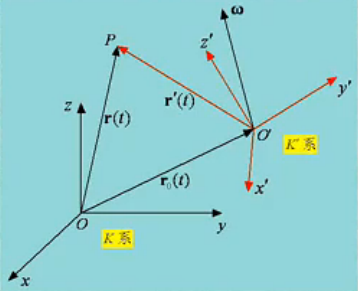 ω
P
z′
r′(t)
z
r(t)
y′
O′
K′系
r₀(t)
x′
O
y
K系
x